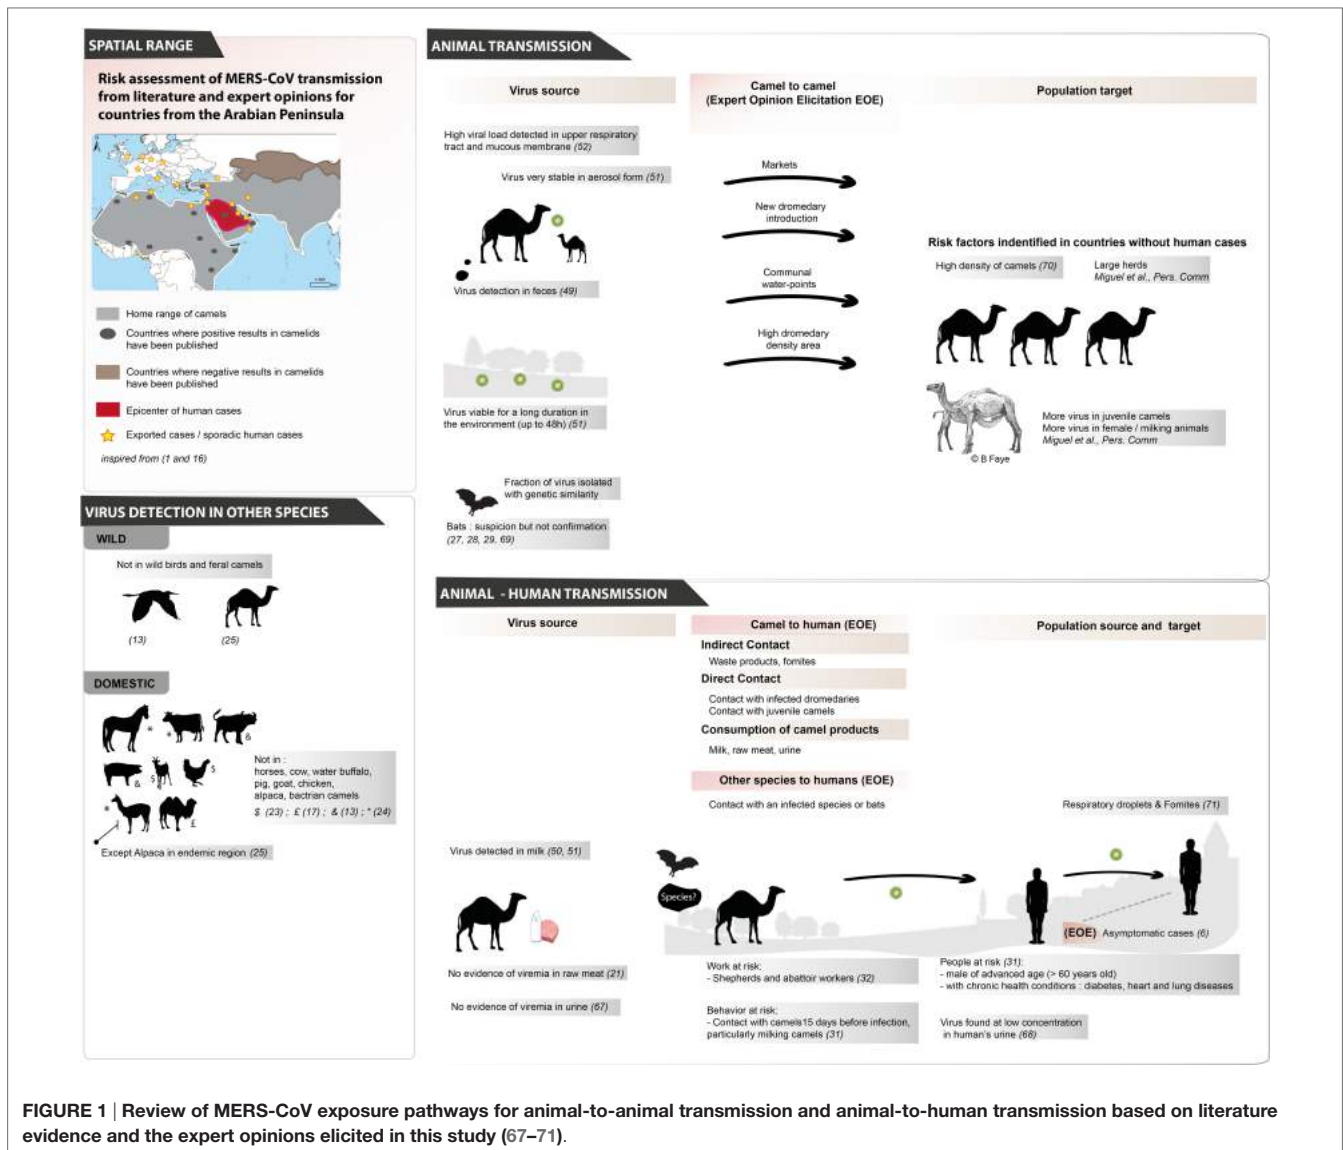 SPATIAL RANGE
Risk assessment of MERS-CoV transmission
from literature and expert opinions for
countries from the Arabian Peninsula
Home range of camels
Countries where positive results in camelids
have been published
Countries where negative results in camelids
have been published
Epicenter of human cases
Exported cases / sporadic human cases
inspired from (1 and 16)
VIRUS DETECTION IN OTHER SPECIES
WILD
Not in wild birds and feral camels
(13)
(25)
DOMESTIC
*
*
&
&
$
$
*
£
Not in :
horses, cow, water buffalo,
pig, goat, chicken,
alpaca, bactrian camels
$ (23) ; £ (17) ; & (13) ; * (24)
Except Alpaca in endemic region (25)
ANIMAL TRANSMISSION
Virus source
High viral load detected in upper respiratory
tract and mucous membrane (52)
Virus very stable in aerosol form (51)
Virus detection in feces (49)
Virus viable for a long duration in
the environment (up to 48h) (51)
Fraction of virus isolated
with genetic similarity
Bats : suspicion but not confirmation
(27, 28, 29, 69)
Camel to camel
(Expert Opinion Elicitation EOE)
Markets
New dromedary
introduction
Communal
water-points
High dromedary
density area
Population target
Risk factors indentified in countries without human cases
High density of camels (70)
Large herds
Miguel et al., Pers. Comm
More virus in juvenile camels
More virus in female / milking animals
Miguel et al., Pers. Comm
© B Faye
ANIMAL - HUMAN TRANSMISSION
Virus source
Virus detected in milk (50, 51)
No evidence of viremia in raw meat (21)
No evidence of viremia in urine (67)
Camel to human (EOE)
Indirect Contact
Waste products, fomites
Direct Contact
Contact with infected dromedaries
Contact with juvenile camels
Consumption of camel products
Milk, raw meat, urine
Other species to humans (EOE)
Contact with an infected species or bats
Species?
Work at risk:
- Shepherds and abattoir workers (32)
Behavior at risk:
- Contact with camels15 days before infection,
particularly milking camels (31)
Population source and target
Respiratory droplets & Fomites (71)
(EOE) Asymptomatic cases (6)
People at risk (31):
- male of advanced age (> 60 years old)
- with chronic health conditions : diabetes, heart and lung diseases
Virus found at low concentration
in human's urine (66)
FIGURE 1 | Review of MERS-CoV exposure pathways for animal-to-animal transmission and animal-to-human transmission based on literature
evidence and the expert opinions elicited in this study (67–71).